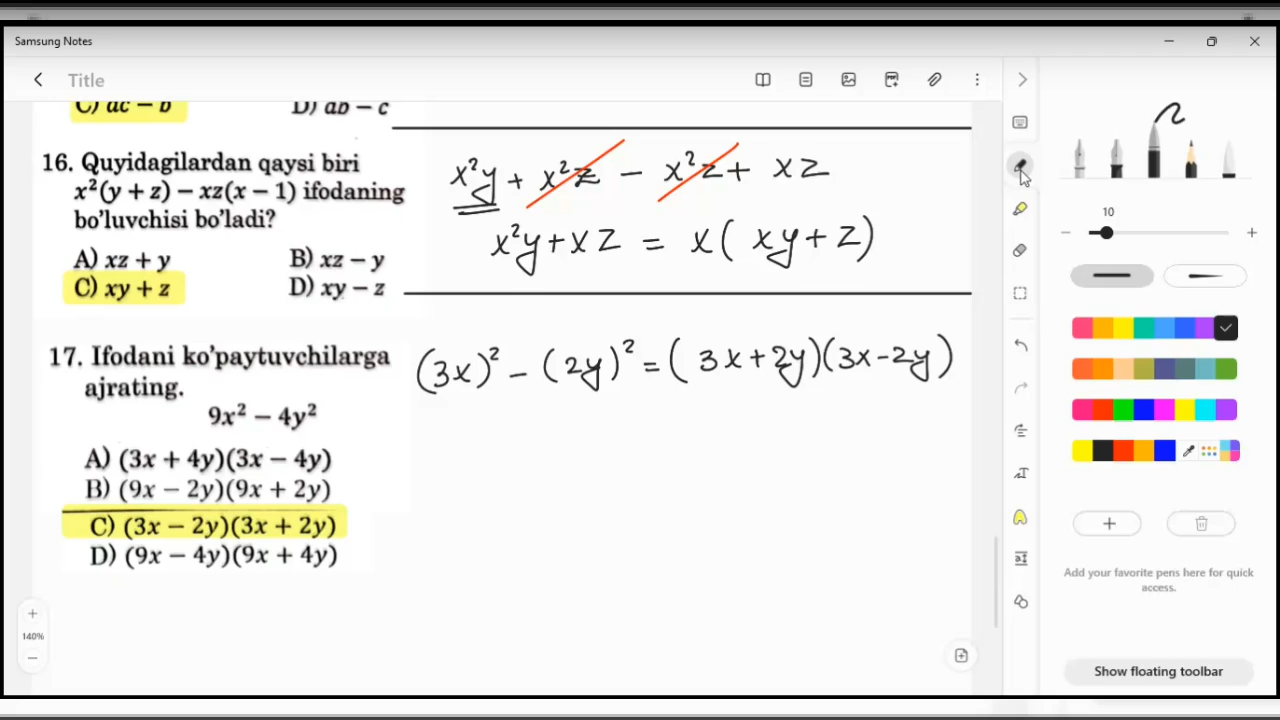 Samsung Notes
Title
C) ac − b D) ab − c
16. Quyidagilardan qaysi biri
x²(y + z) − xz(x − 1) ifodaning
bo'luvchisi bo'ladi?
A) xz + y B) xz − y
C) xy + z D) xy − z
x²y + x²z − x²z + xz
x²y + xz = x( xy + z)
17. Ifodani ko'paytuvchilarga
ajrating.
9x² − 4y²
A) (3x + 4y)(3x − 4y)
B) (9x − 2y)(9x + 2y)
C) (3x − 2y)(3x + 2y)
D) (9x − 4y)(9x + 4y)
(3x)² − (2y)² = ( 3x + 2y)(3x − 2y)
140%
10
Add your favorite pens here for quick
access.
Show floating toolbar